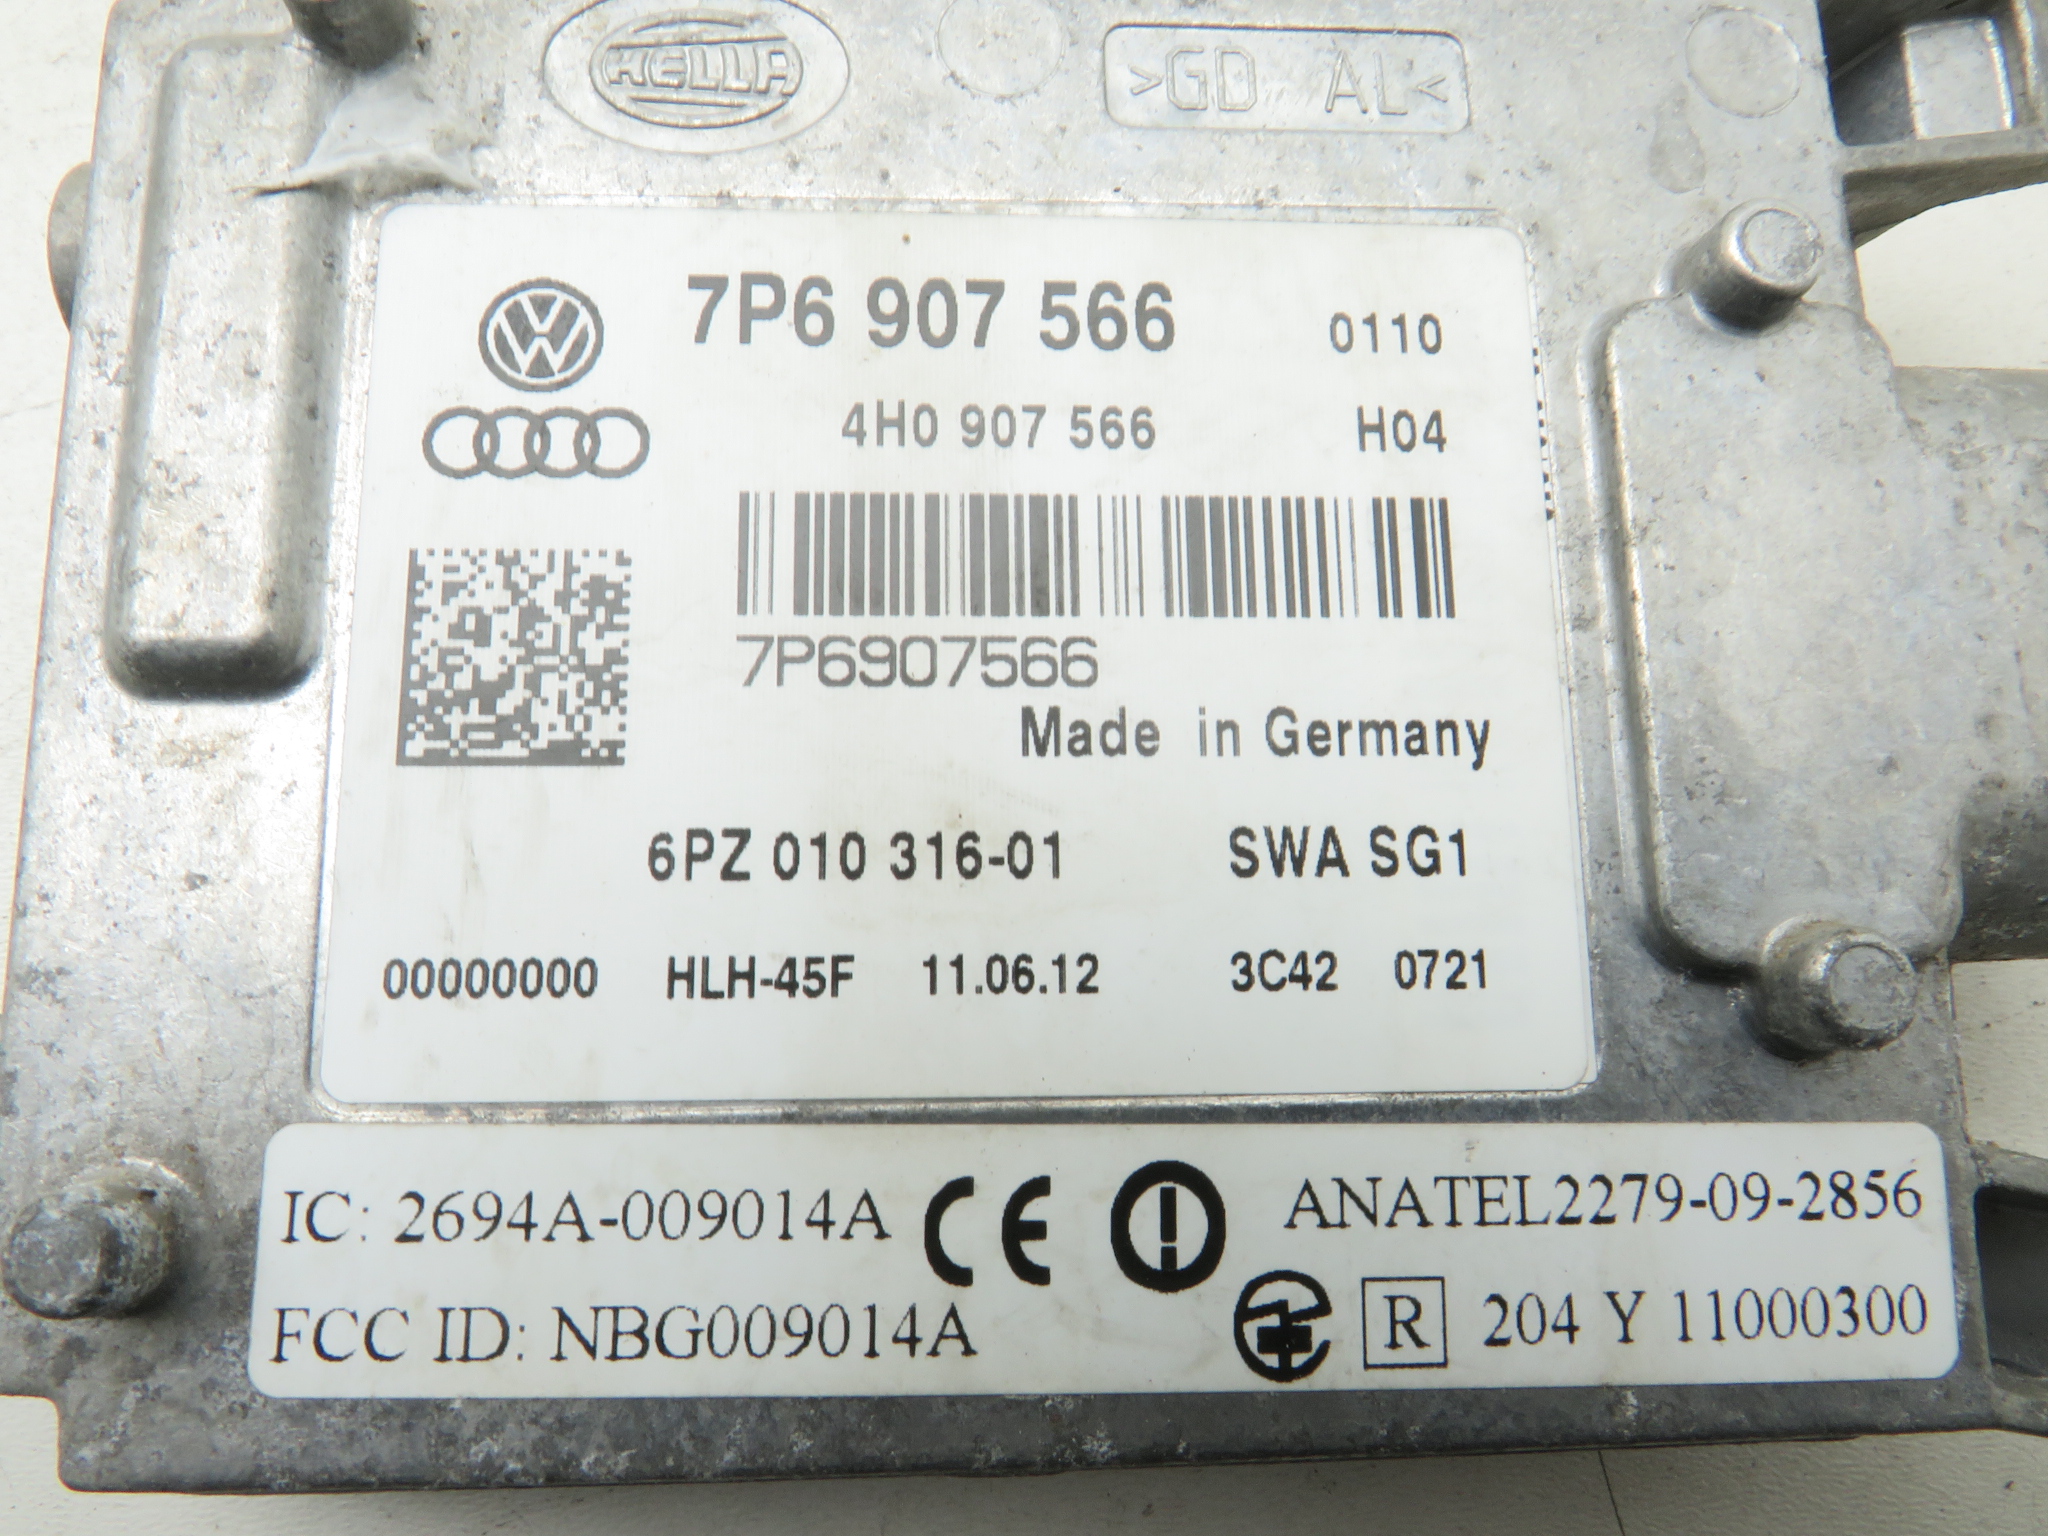 HELLA
>GD AL<
7P6 907 566 0110
4H0 907 566 H04
7P6907566
Made in Germany
6PZ 010 316-01 SWA SG1
00000000 HLH-45F 11.06.12 3C42 0721
IC: 2694A-009014A CE ANATEL2279-09-2856
FCC ID: NBG009014A R 204 Y 11000300